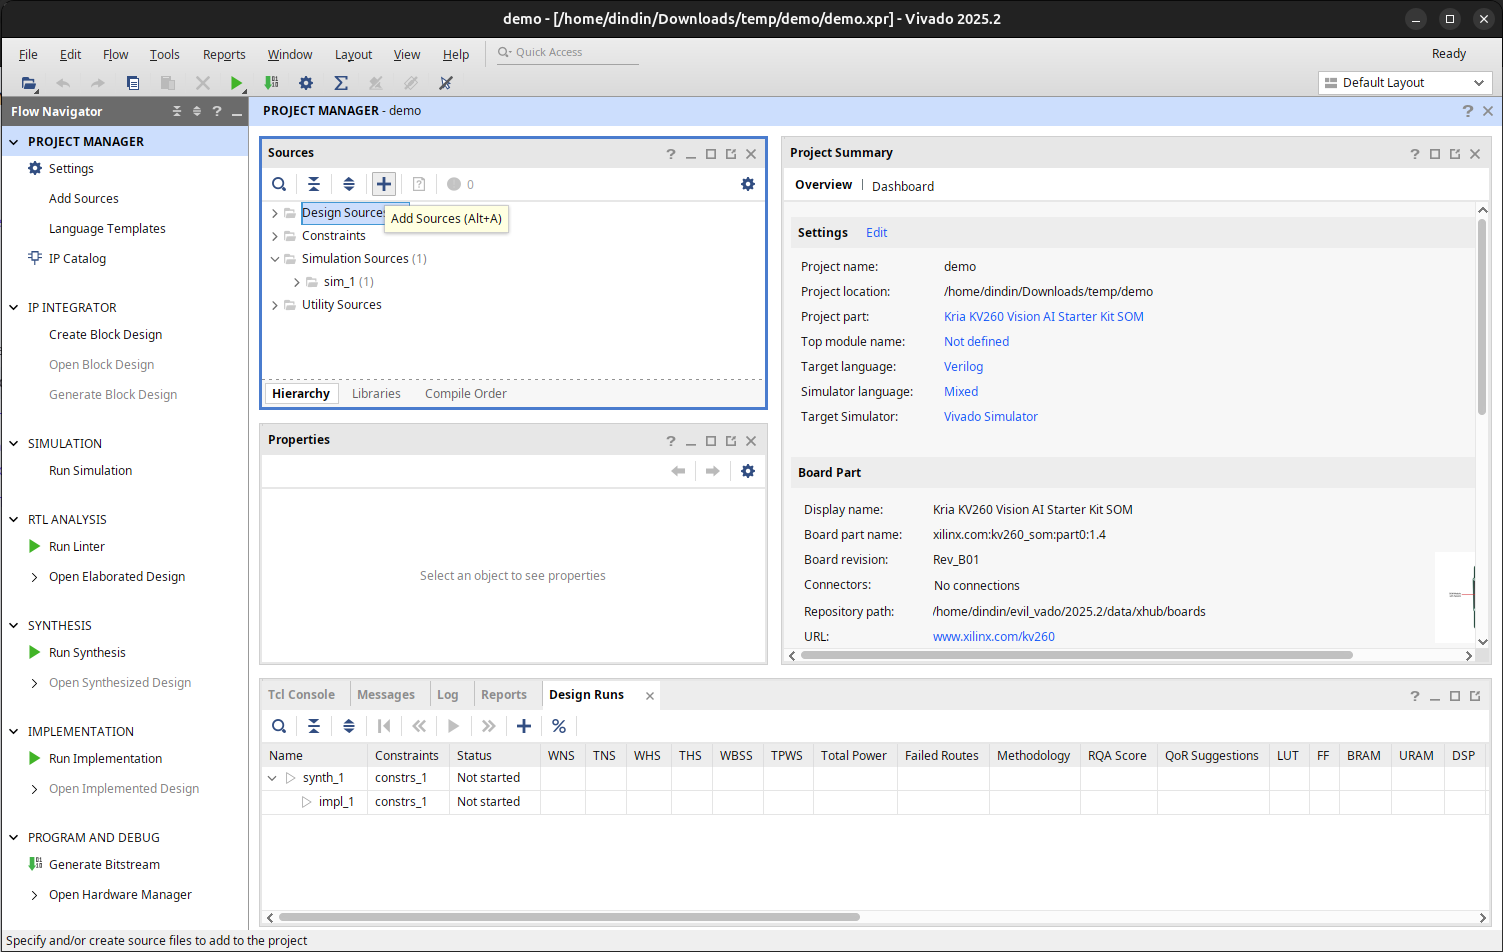 demo - [/home/dindin/Downloads/temp/demo/demo.xpr] - Vivado 2025.2
File Edit Flow Tools Reports Window Layout View Help Quick Access Ready
Default Layout
Flow Navigator
PROJECT MANAGER
Settings
Add Sources
Language Templates
IP Catalog
IP INTEGRATOR
Create Block Design
Open Block Design
Generate Block Design
SIMULATION
Run Simulation
RTL ANALYSIS
Run Linter
Open Elaborated Design
SYNTHESIS
Run Synthesis
Open Synthesized Design
IMPLEMENTATION
Run Implementation
Open Implemented Design
PROGRAM AND DEBUG
Generate Bitstream
Open Hardware Manager
PROJECT MANAGER - demo
Sources
0
Design Sources
Add Sources (Alt+A)
Constraints
Simulation Sources (1)
sim_1 (1)
Utility Sources
Hierarchy Libraries Compile Order
Properties
Select an object to see properties
Project Summary
Overview | Dashboard
Settings Edit
Project name: demo
Project location: /home/dindin/Downloads/temp/demo
Project part: Kria KV260 Vision AI Starter Kit SOM
Top module name: Not defined
Target language: Verilog
Simulator language: Mixed
Target Simulator: Vivado Simulator
Board Part
Display name: Kria KV260 Vision AI Starter Kit SOM
Board part name: xilinx.com:kv260_som:part0:1.4
Board revision: Rev_B01
Connectors: No connections
Repository path: /home/dindin/evil_vado/2025.2/data/xhub/boards
URL: www.xilinx.com/kv260
Tcl Console Messages Log Reports Design Runs
Name Constraints Status WNS TNS WHS THS WBSS TPWS Total Power Failed Routes Methodology RQA Score QoR Suggestions LUT FF BRAM URAM DSP
synth_1 constrs_1 Not started
impl_1 constrs_1 Not started
Specify and/or create source files to add to the project